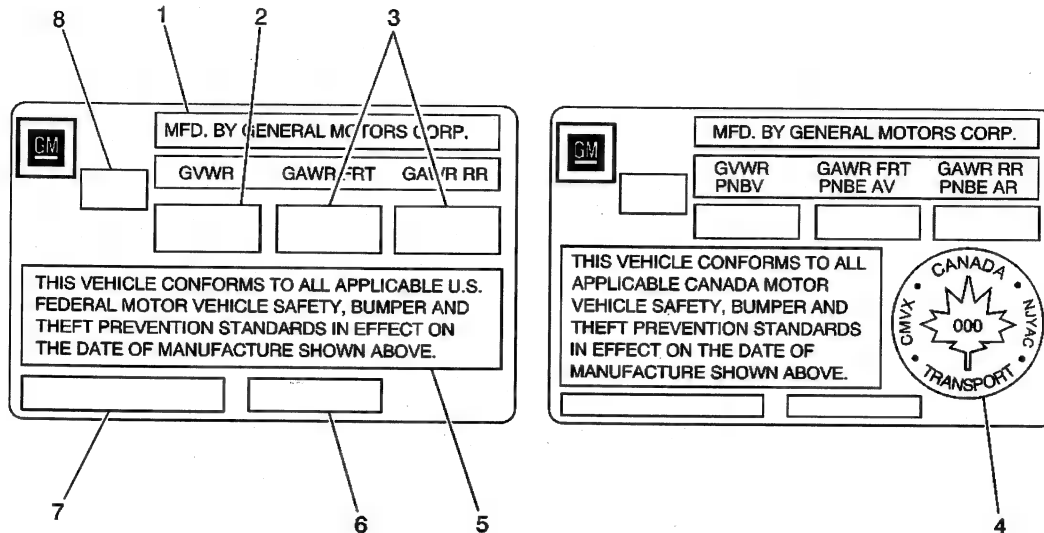 8
1
2
3
GM
MFD. BY GENERAL MOTORS CORP.
GVWR GAWR FRT GAWR RR
THIS VEHICLE CONFORMS TO ALL APPLICABLE U.S.
FEDERAL MOTOR VEHICLE SAFETY, BUMPER AND
THEFT PREVENTION STANDARDS IN EFFECT ON
THE DATE OF MANUFACTURE SHOWN ABOVE.
7
6
5
GM
MFD. BY GENERAL MOTORS CORP.
GVWR GAWR FRT GAWR RR
PNBV PNBE AV PNBE AR
THIS VEHICLE CONFORMS TO ALL
APPLICABLE CANADA MOTOR
VEHICLE SAFETY, BUMPER AND
THEFT PREVENTION STANDARDS
IN EFFECT ON THE DATE OF
MANUFACTURE SHOWN ABOVE.
CANADA
CMVX
000
NJYAC
TRANSPORT
4